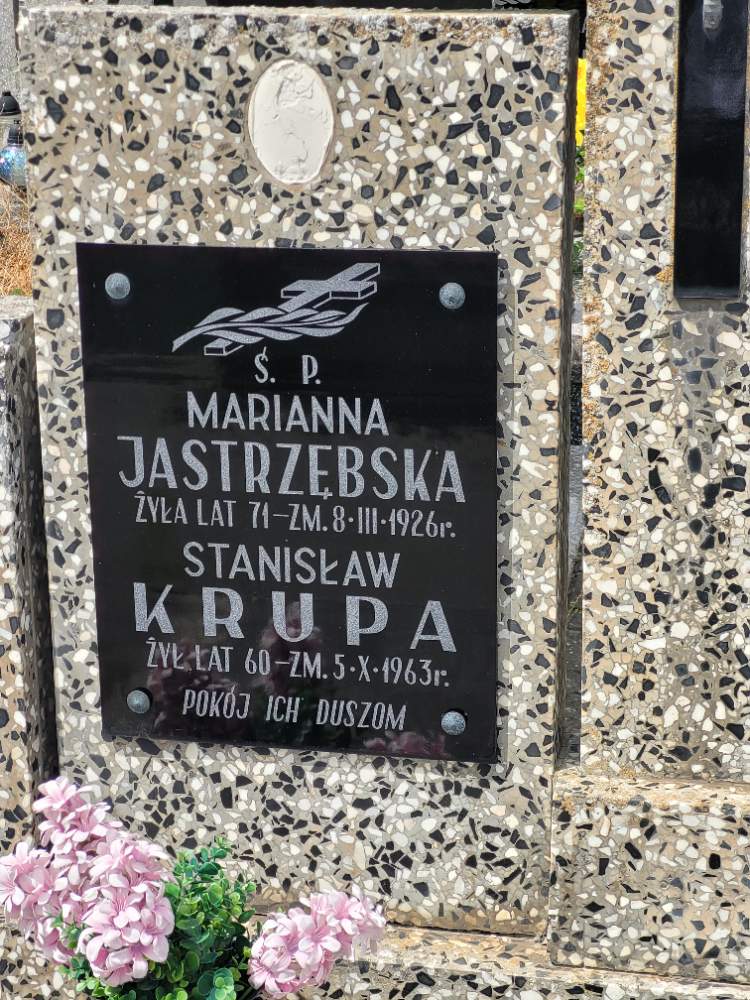 Ś. P.
MARIANNA
JASTRZĘBSKA
ŻYŁA LAT 71-ZM. 8·III·1926r.
STANISŁAW
KRUPA
ŻYŁ LAT 60-ZM. 5·X·1963r.
POKÓJ ICH DUSZOM